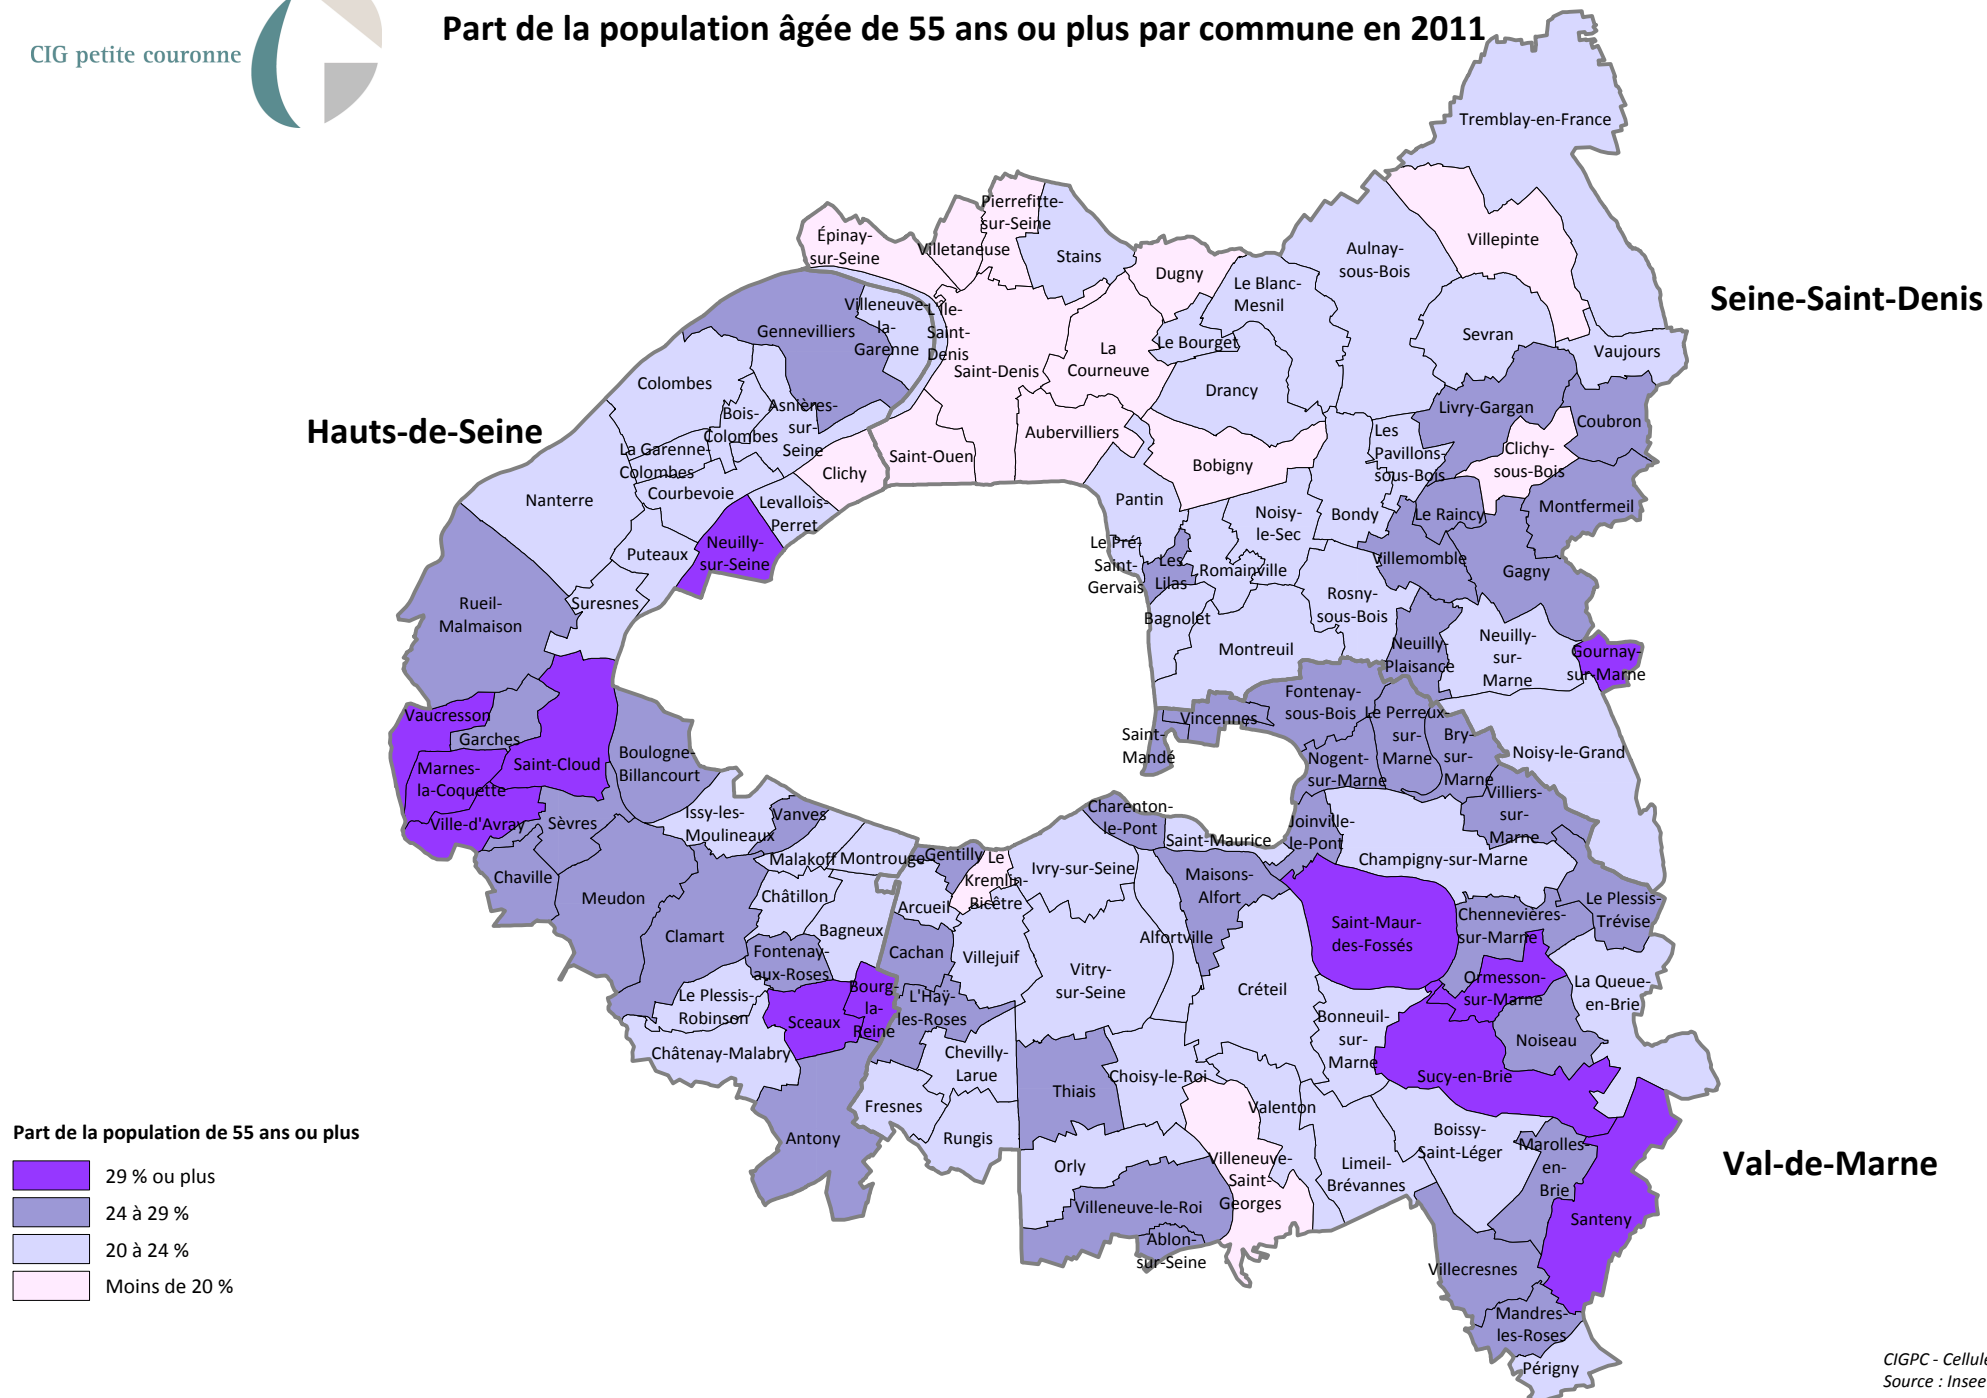 CIG petite couronne
Part de la population âgée de 55 ans ou plus par commune en 2011
Tremblay-en-France
Pierrefitte-
sur-Seine
Épinay-
sur-Seine
Villetaneuse
Stains
Dugny
Aulnay-
sous-Bois
Villepinte
Seine-Saint-Denis
Le Blanc-
Mesnil
Villeneuve-
la-
Garenne
L'Île-
Saint-
Denis
Gennevilliers
Le Bourget
Sevran
Vaujours
La
Courneuve
Saint-Denis
Drancy
Colombes
Livry-Gargan
Coubron
Hauts-de-Seine
Bois-
Colombes
Asnières-
sur-
Seine
Aubervilliers
Les
Pavillons-
sous-Bois
Clichy-
sous-Bois
La Garenne-
Colombes
Clichy
Saint-Ouen
Bobigny
Nanterre
Courbevoie
Levallois-
Perret
Pantin
Noisy-
le-Sec
Bondy
Le Raincy
Montfermeil
Puteaux
Neuilly-
sur-Seine
Le Pré-
Saint-
Gervais
Les
Lilas
Romainville
Villemomble
Gagny
Rueil-
Malmaison
Suresnes
Bagnolet
Rosny-
sous-Bois
Montreuil
Neuilly-
Plaisance
Neuilly-
sur-
Marne
Gournay-
sur-Marne
Vaucresson
Garches
Fontenay-
sous-Bois
Le Perreux-
sur-
Marne
Vincennes
Saint-
Mandé
Bry-
sur-
Marne
Noisy-le-Grand
Boulogne-
Billancourt
Saint-Cloud
Marnes-
la-Coquette
Nogent-
sur-Marne
Villiers-
sur-
Marne
Ville-d'Avray
Sèvres
Issy-les-
Moulineaux
Vanves
Charenton-
le-Pont
Saint-Maurice
Joinville-
le-Pont
Champigny-sur-Marne
Malakoff
Montrouge
Gentilly
Le
Kremlin-
Bicêtre
Ivry-sur-Seine
Maisons-
Alfort
Chaville
Meudon
Châtillon
Arcueil
Le Plessis-
Trévise
Clamart
Bagneux
Saint-Maur-
des-Fossés
Chennevières-
sur-Marne
Fontenay-
aux-Roses
Cachan
Villejuif
Alfortville
Vitry-
sur-Seine
Ormesson-
sur-Marne
La Queue-
en-Brie
Le Plessis-
Robinson
Sceaux
Bourg-
la-
Reine
L'Haÿ-
les-Roses
Créteil
Bonneuil-
sur-
Marne
Noiseau
Châtenay-Malabry
Chevilly-
Larue
Thiais
Choisy-le-Roi
Sucy-en-Brie
Fresnes
Valenton
Antony
Rungis
Boissy-
Saint-Léger
Marolles-
en-
Brie
Orly
Villeneuve-
Saint-
Georges
Limeil-
Brévannes
Val-de-Marne
Villeneuve-le-Roi
Santeny
Ablon-
sur-Seine
Villecresnes
Mandres-
les-Roses
Périgny
Part de la population de 55 ans ou plus
29 % ou plus
24 à 29 %
20 à 24 %
Moins de 20 %
CIGPC - Cellule
Source : Insee